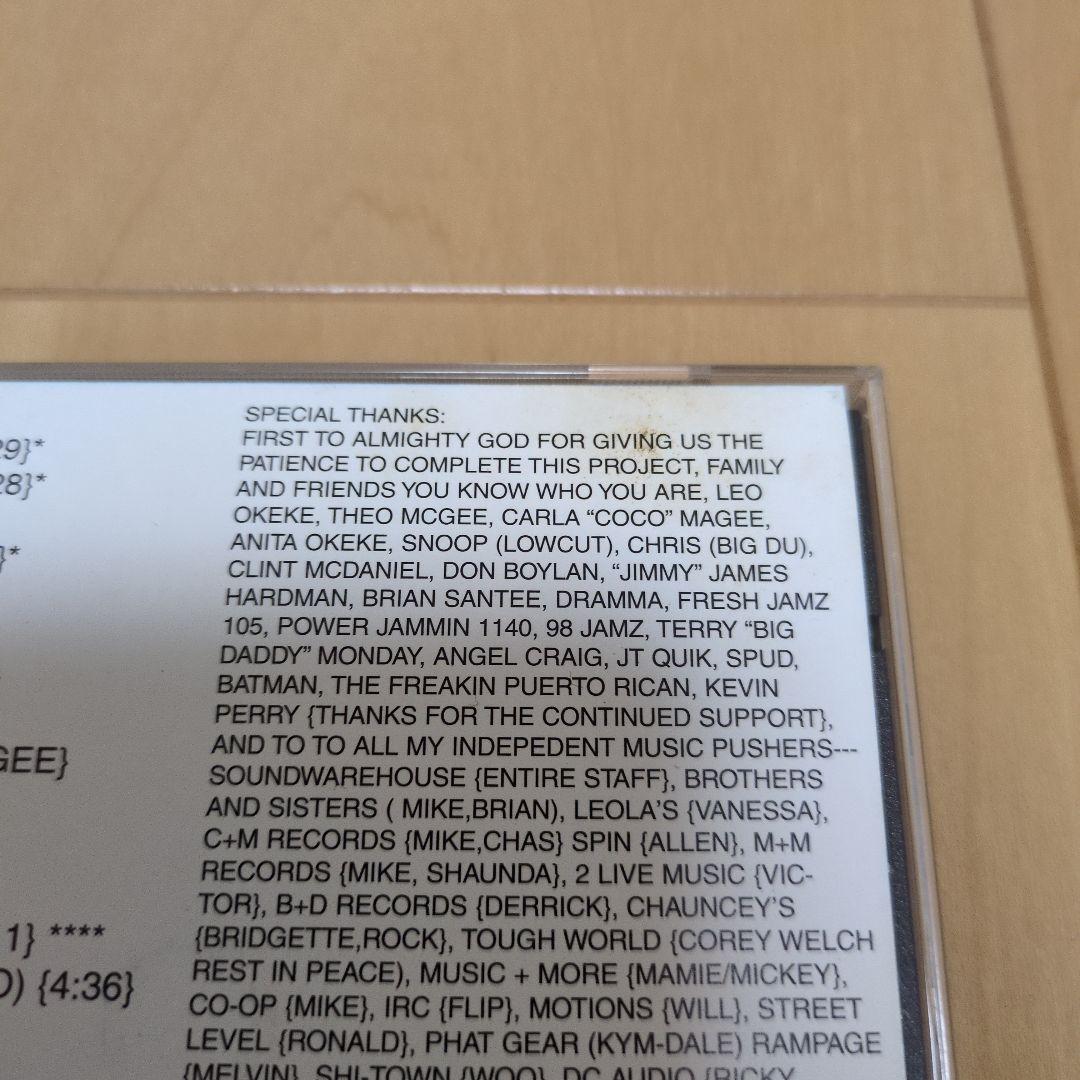 29}*
28}*
}*
GEE}
1} ****
D) {4:36}
SPECIAL THANKS:
FIRST TO ALMIGHTY GOD FOR GIVING US THE
PATIENCE TO COMPLETE THIS PROJECT, FAMILY
AND FRIENDS YOU KNOW WHO YOU ARE, LEO
OKEKE, THEO MCGEE, CARLA “COCO” MAGEE,
ANITA OKEKE, SNOOP (LOWCUT), CHRIS (BIG DU),
CLINT MCDANIEL, DON BOYLAN, “JIMMY” JAMES
HARDMAN, BRIAN SANTEE, DRAMMA, FRESH JAMZ
105, POWER JAMMIN 1140, 98 JAMZ, TERRY “BIG
DADDY” MONDAY, ANGEL CRAIG, JT QUIK, SPUD,
BATMAN, THE FREAKIN PUERTO RICAN, KEVIN
PERRY {THANKS FOR THE CONTINUED SUPPORT},
AND TO TO ALL MY INDEPEDENT MUSIC PUSHERS---
SOUNDWAREHOUSE {ENTIRE STAFF}, BROTHERS
AND SISTERS ( MIKE,BRIAN), LEOLA’S {VANESSA},
C+M RECORDS {MIKE,CHAS} SPIN {ALLEN}, M+M
RECORDS {MIKE, SHAUNDA}, 2 LIVE MUSIC {VIC-
TOR}, B+D RECORDS {DERRICK}, CHAUNCEY’S
{BRIDGETTE,ROCK}, TOUGH WORLD {COREY WELCH
REST IN PEACE), MUSIC + MORE {MAMIE/MICKEY},
CO-OP {MIKE}, IRC {FLIP}, MOTIONS {WILL}, STREET
LEVEL {RONALD}, PHAT GEAR (KYM-DALE) RAMPAGE
{MELVIN}, SHI-TOWN {WOO}, DC AUDIO {RICKY